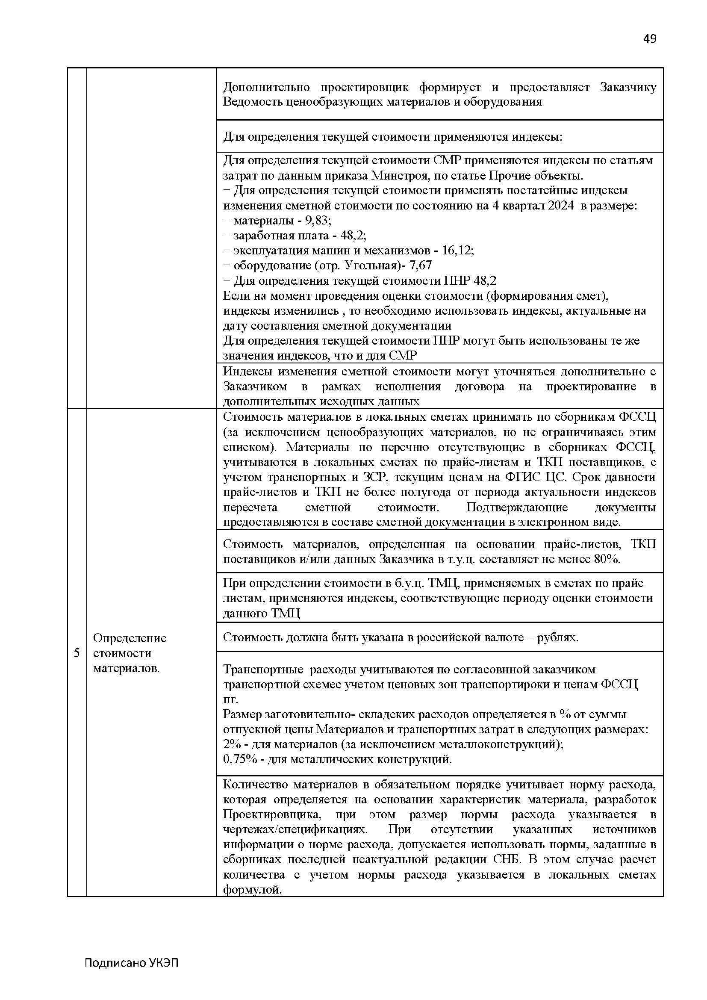 49
Дополнительно проектировщик формирует и предоставляет Заказчику
Ведомость ценообразующих материалов и оборудования
Для определения текущей стоимости применяются индексы:
Для определения текущей стоимости СМР применяются индексы по статьям
затрат по данным приказа Минстроя, по статье Прочие объекты.
− Для определения текущей стоимости применять постатейные индексы
изменения сметной стоимости по состоянию на 4 квартал 2024  в размере:
− материалы - 9,83;
− заработная плата - 48,2;
− эксплуатация машин и механизмов - 16,12;
− оборудование (отр. Угольная)- 7,67
− Для определения текущей стоимости ПНР 48,2
Если на момент проведения оценки стоимости (формирования смет),
индексы изменились , то необходимо использовать индексы, актуальные на
дату составления сметной документации
Для определения текущей стоимости ПНР могут быть использованы те же
значения индексов, что и для СМР
Индексы изменения сметной стоимости могут уточняться дополнительно с
Заказчиком в рамках исполнения договора на проектирование в
дополнительных исходных данных
5
Определение
стоимости
материалов.
Стоимость материалов в локальных сметах принимать по сборникам ФССЦ
(за исключением ценообразующих материалов, но не ограничиваясь этим
списком). Материалы по перечню отсутствующие в сборниках ФССЦ,
учитываются в локальных сметах по прайс-листам и ТКП поставщиков, с
учетом транспортных и ЗСР, текущим ценам на ФГИС ЦС. Срок давности
прайс-листов и ТКП не более полугода от периода актуальности индексов
пересчета сметной стоимости. Подтверждающие документы
предоставляются в составе сметной документации в электронном виде.
Стоимость материалов, определенная на основании прайс-листов, ТКП
поставщиков и/или данных Заказчика в т.у.ц. составляет не менее 80%.
При определении стоимости в б.у.ц. ТМЦ, применяемых в сметах по прайс
листам, применяются индексы, соответствующие периоду оценки стоимости
данного ТМЦ
Стоимость должна быть указана в российской валюте – рублях.
Транспортные  расходы учитываются по согласовнной заказчиком
транспортной схемес учетом ценовых зон транспортироки и ценам ФССЦ
пг.
Размер заготовительно- складских расходов определяется в % от суммы
отпускной цены Материалов и транспортных затрат в следующих размерах:
2% - для материалов (за исключением металлоконструкций);
0,75% - для металлических конструкций.
Количество материалов в обязательном порядке учитывает норму расхода,
которая определяется на основании характеристик материала, разработок
Проектировщика, при этом размер нормы расхода указывается в
чертежах/спецификациях. При отсутствии указанных источников
информации о норме расхода, допускается использовать нормы, заданные в
сборниках последней неактуальной редакции СНБ. В этом случае расчет
количества с учетом нормы расхода указывается в локальных сметах
формулой.
Подписано УКЭП